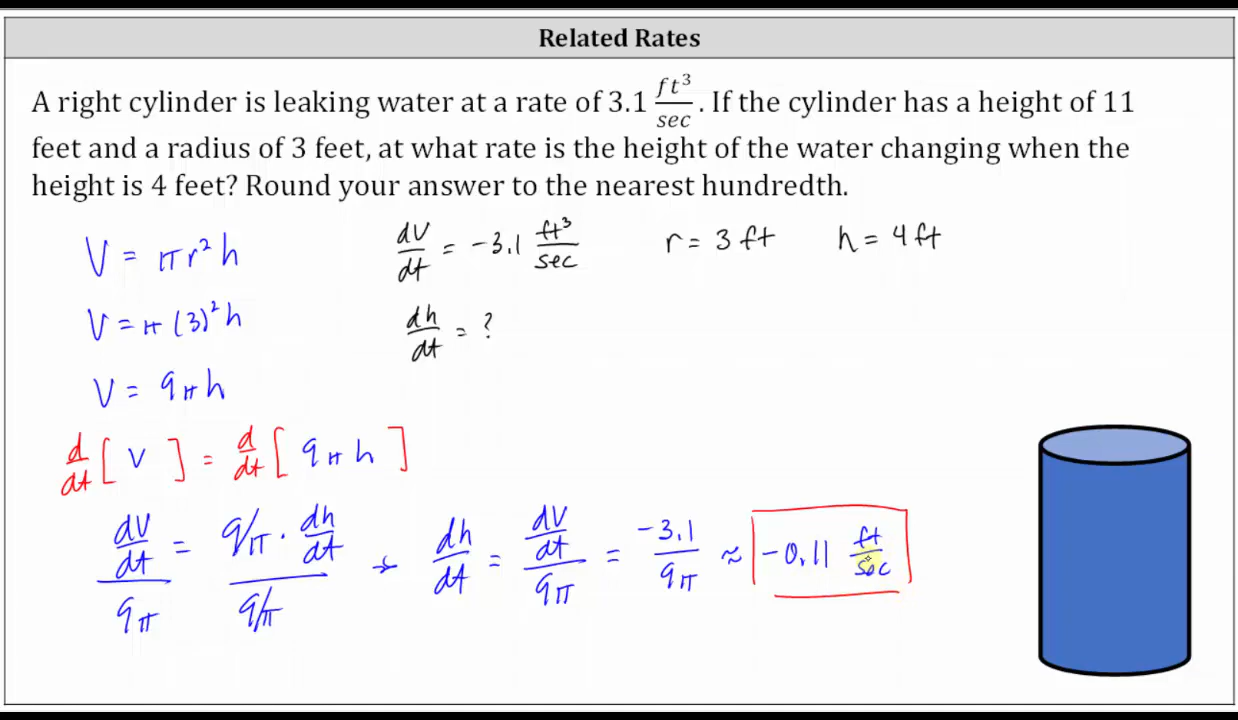 Related Rates
A right cylinder is leaking water at a rate of 3.1 ft³/sec. If the cylinder has a height of 11
feet and a radius of 3 feet, at what rate is the height of the water changing when the
height is 4 feet? Round your answer to the nearest hundredth.
V = πr²h
dV/dt = -3.1 ft³/sec
r = 3 ft
h = 4 ft
V = π(3)²h
dh/dt = ?
V = 9πh
d/dt [V] = d/dt [9πh]
dV/dt / 9π = 9π · dh/dt / 9π → dh/dt = dV/dt / 9π = -3.1 / 9π ≈ -0.11 ft/sec